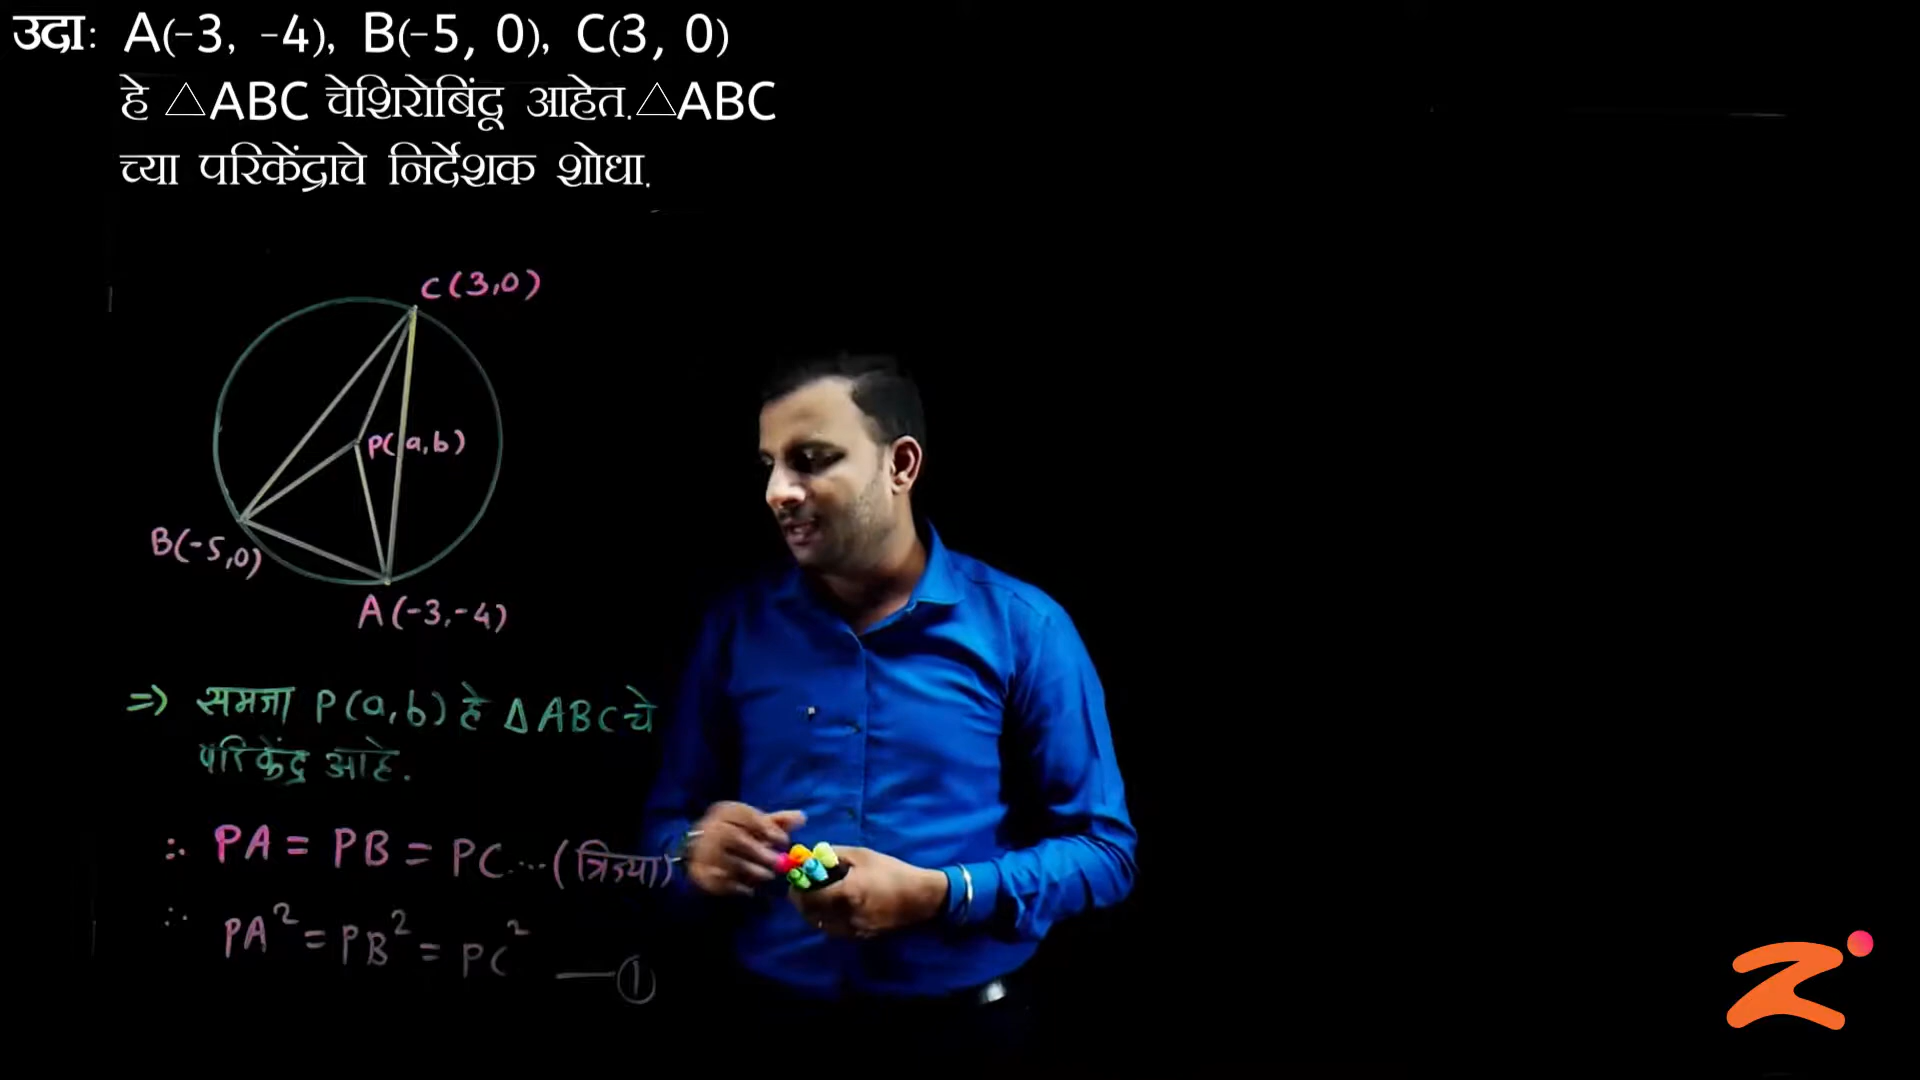 उदाः A(-3, -4), B(-5, 0), C(3, 0)
हे △ABC चेशिरोबिंदू आहेत.△ABC
च्या परिकेंद्राचे निर्देशक शोधा.
C(3,0)
P(a,b)
B(-5,0)
A(-3,-4)
=> समजा P(a,b) हे ΔABC चे
परिकेंद्र आहे.
∴ PA = PB = PC...(त्रिज्या)
∴ PA² = PB² = PC² —①